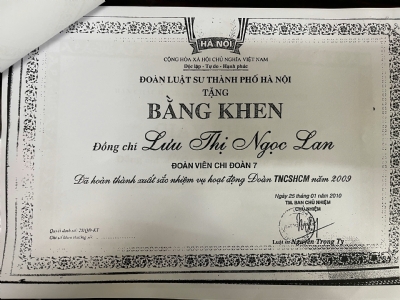 HÀ NỘI
CỘNG HÒA XÃ HỘI CHỦ NGHĨA VIỆT NAM
Độc lập - Tự do - Hạnh phúc
ĐOÀN LUẬT SƯ THÀNH PHỐ HÀ NỘI
TẶNG
BẰNG KHEN
Đồng chí Lưu Thị Ngọc Lan
ĐOÀN VIÊN CHI ĐOÀN 7
Đã hoàn thành xuất sắc nhiệm vụ hoạt động Đoàn TNCSHCM năm 2009
Ngày 25 tháng 01 năm 2010
TM. BAN CHỦ NHIỆM
CHỦ NHIỆM
Luật sư Nguyễn Trọng Tỵ